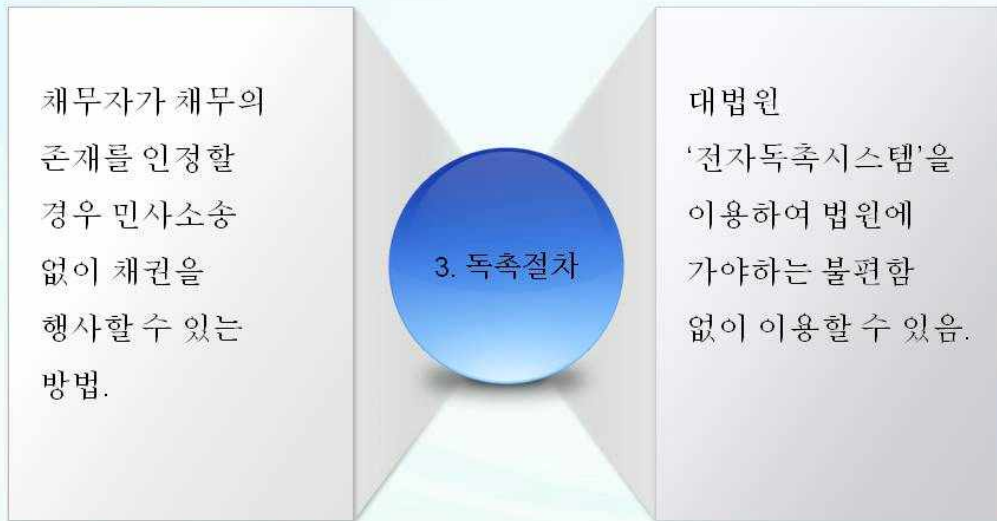 채무자가 채무의
존재를 인정할
경우 민사소송
없이 채권을
행사할 수 있는
방법.
3. 독촉절차
대법원
‘전자독촉시스템’을
이용하여 법원에
가야하는 불편함
없이 이용할 수 있음.